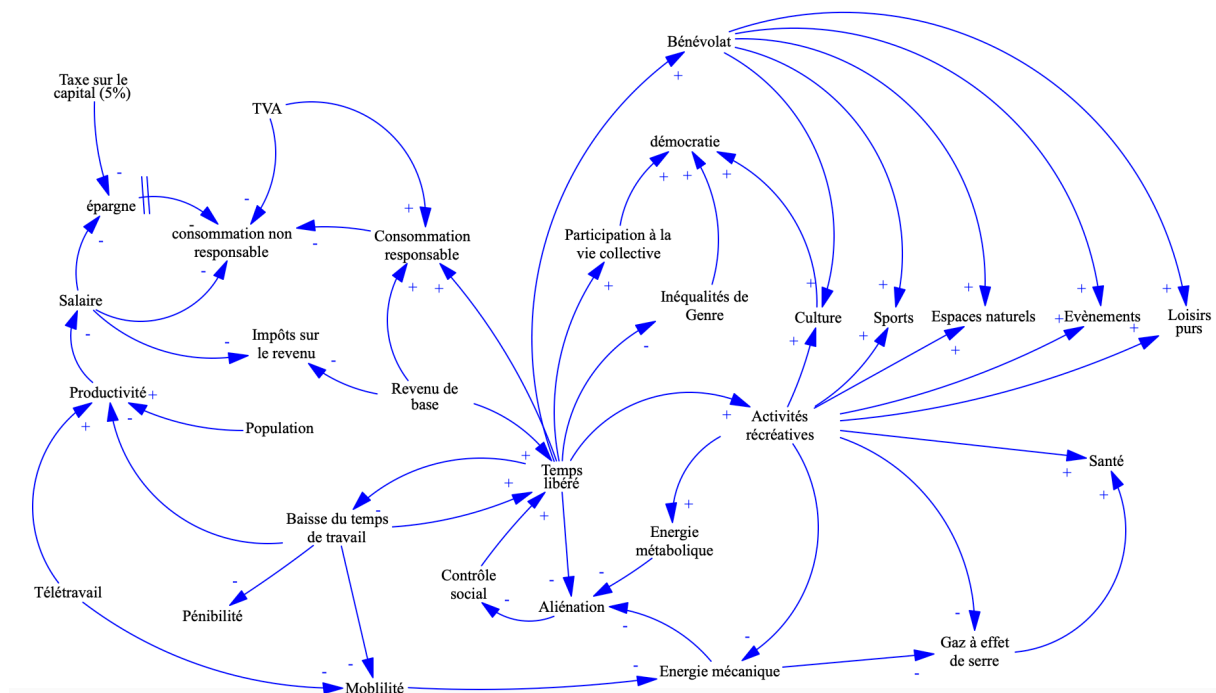 Bénévolat
Taxe sur le
capital (5%)
TVA
démocratie
épargne
consommation non
responsable
Consommation
responsable
Participation à la
vie collective
Inéqualités de
Genre
Salaire
Culture
Sports
Espaces naturels
Evènements
Loisirs
purs
Impôts sur
le revenu
Productivité
Revenu de
base
Population
Activités
récréatives
Temps
libéré
Santé
Baisse du temps
de travail
Energie
métabolique
Contrôle
social
Télétravail
Pénibilité
Aliénation
Gaz à effet
de serre
Energie mécanique
Moblilité